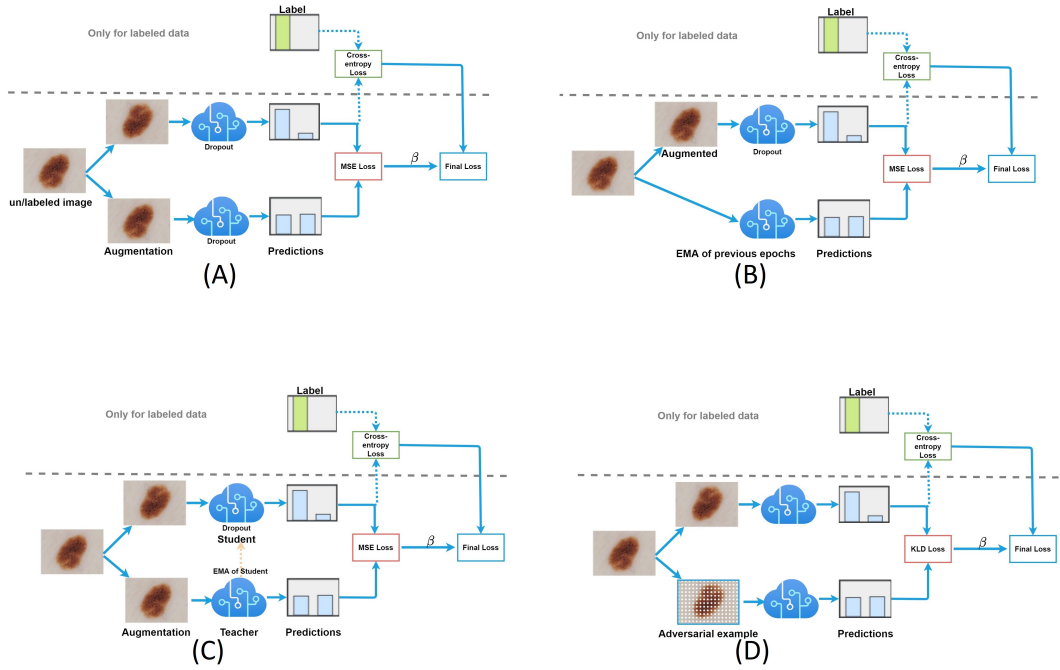 Label
Only for labeled data
Cross-
entropy
Loss
Dropout
MSE Loss
β
Final Loss
un/labeled image
Dropout
Augmentation
Predictions
(A)
Label
Only for labeled data
Cross-
entropy
Loss
Augmented
Dropout
MSE Loss
β
Final Loss
EMA of previous epochs
Predictions
(B)
Label
Only for labeled data
Cross-
entropy
Loss
Dropout
Student
MSE Loss
β
Final Loss
EMA of Student
Augmentation
Teacher
Predictions
(C)
Label
Only for labeled data
Cross-
entropy
Loss
KLD Loss
β
Final Loss
Adversarial example
Predictions
(D)